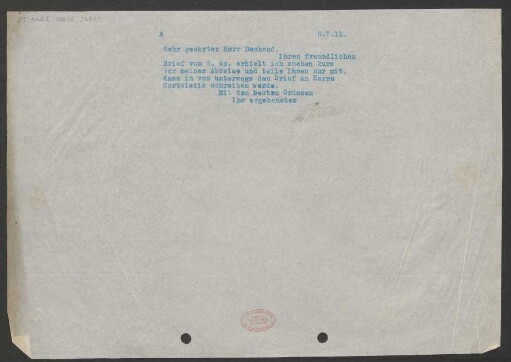 A 8.7.11.
Sehr geehrter Herr Dachend,
Ihren freundlichen
Brief vom 6. ds. erhielt ich soeben kurz
vor meiner Abreise und teile Ihnen nur mit,
dass in von unterwegs den Brief an Herrn
Cartolezis schreiben werde.
Mit den besten Grüssen
Ihr ergebenster